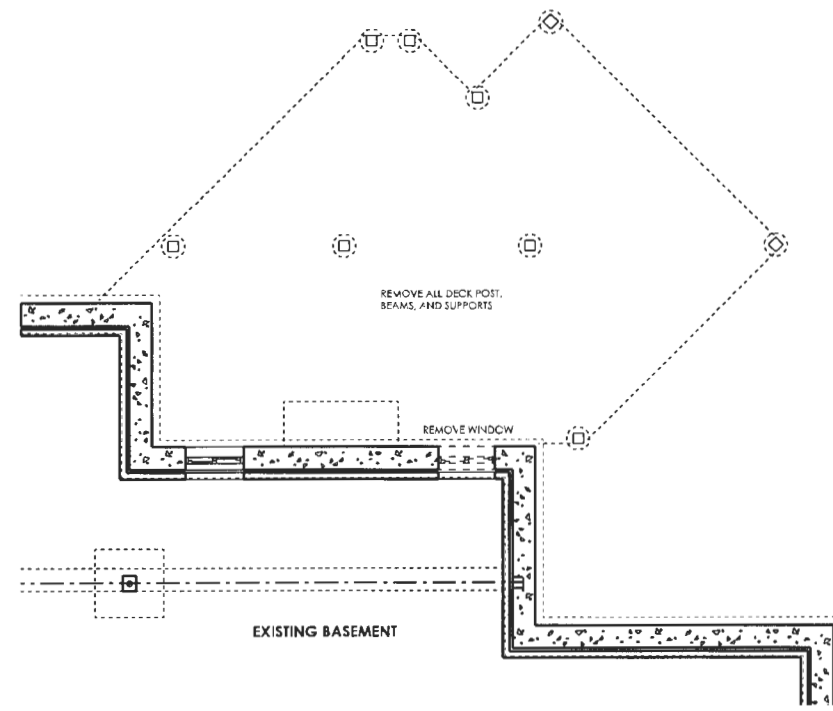 REMOVE ALL DECK POST,
BEAMS, AND SUPPORTS
REMOVE WINDOW
EXISTING BASEMENT